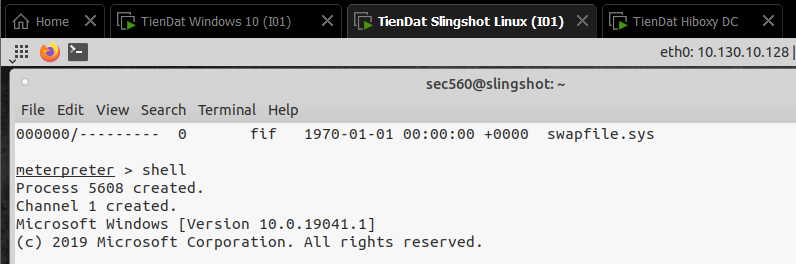 Home
TienDat Windows 10 (I01)
TienDat Slingshot Linux (I01)
TienDat Hiboxy DC
eth0: 10.130.10.128|
sec560@slingshot: ~
File Edit View Search Terminal Help
000000/--------- 0 fif 1970-01-01 00:00:00 +0000 swapfile.sys
meterpreter > shell
Process 5608 created.
Channel 1 created.
Microsoft Windows [Version 10.0.19041.1]
(c) 2019 Microsoft Corporation. All rights reserved.